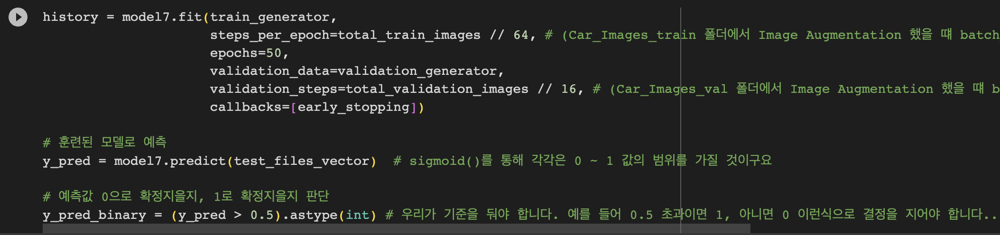 history = model7.fit(train_generator,
steps_per_epoch=total_train_images // 64, # (Car_Images_train 폴더에서 Image Augmentation 했을 떄 batch_
epochs=50,
validation_data=validation_generator,
validation_steps=total_validation_images // 16, # (Car_Images_val 폴더에서 Image Augmentation 했을 떄 b
callbacks=[early_stopping])
# 훈련된 모델로 예측
y_pred = model7.predict(test_files_vector)  # sigmoid()를 통해 각각은 0 ~ 1 값의 범위를 가질 것이구요
# 예측값 0으로 확정지을지, 1로 확정지을지 판단
y_pred_binary = (y_pred > 0.5).astype(int) # 우리가 기준을 둬야 합니다. 예를 들어 0.5 초과이면 1, 아니면 0 이런식으로 결정을 지어야 합니다..